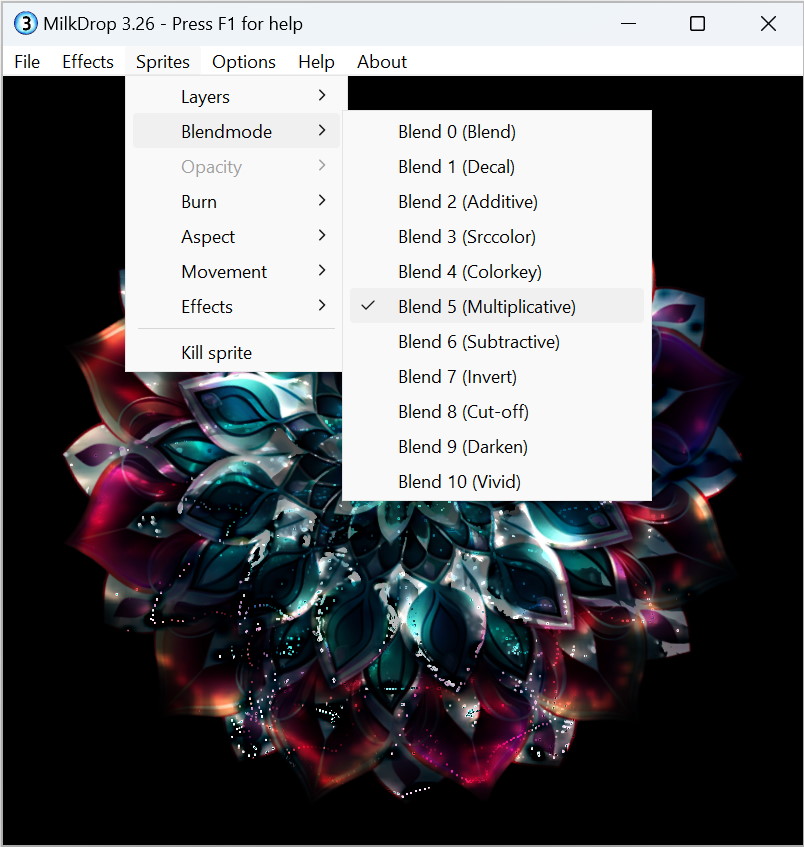 3 MilkDrop 3.26 - Press F1 for help
File Effects Sprites Options Help About
Layers
Blendmode
Opacity
Burn
Aspect
Movement
Effects
Kill sprite
Blend 0 (Blend)
Blend 1 (Decal)
Blend 2 (Additive)
Blend 3 (Srccolor)
Blend 4 (Colorkey)
Blend 5 (Multiplicative)
Blend 6 (Subtractive)
Blend 7 (Invert)
Blend 8 (Cut-off)
Blend 9 (Darken)
Blend 10 (Vivid)